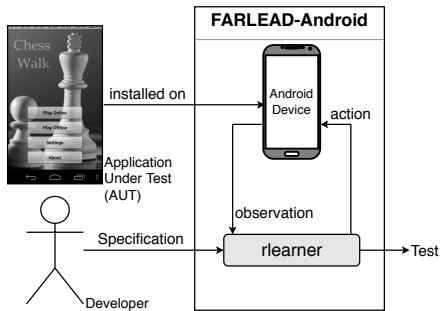 FARLEAD-Android
Chess
Walk
Play Online
Play Offline
Settings
About
installed on
Android
Device
action
Application
Under Test
(AUT)
observation
Specification
rlearner
Test
Developer